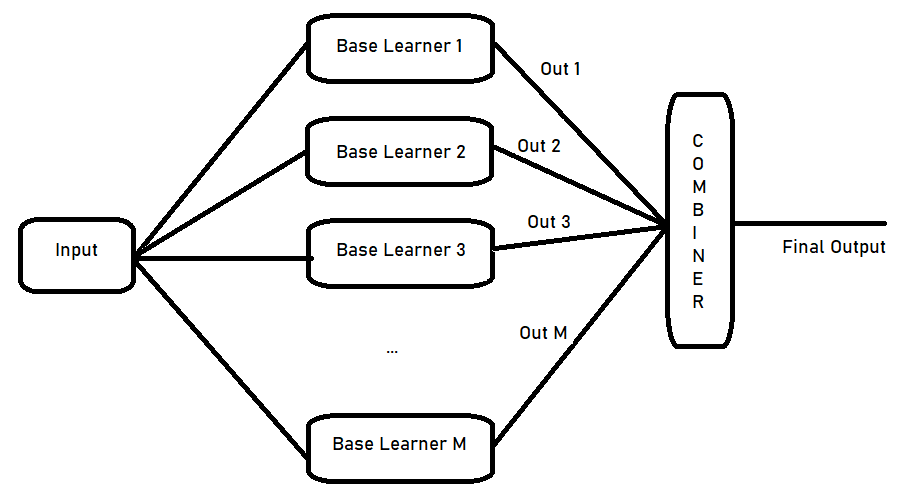 Base Learner 1
Out 1
Base Learner 2
Out 2
COMBINER
Input
Base Learner 3
Out 3
Final Output
...
Out M
Base Learner M